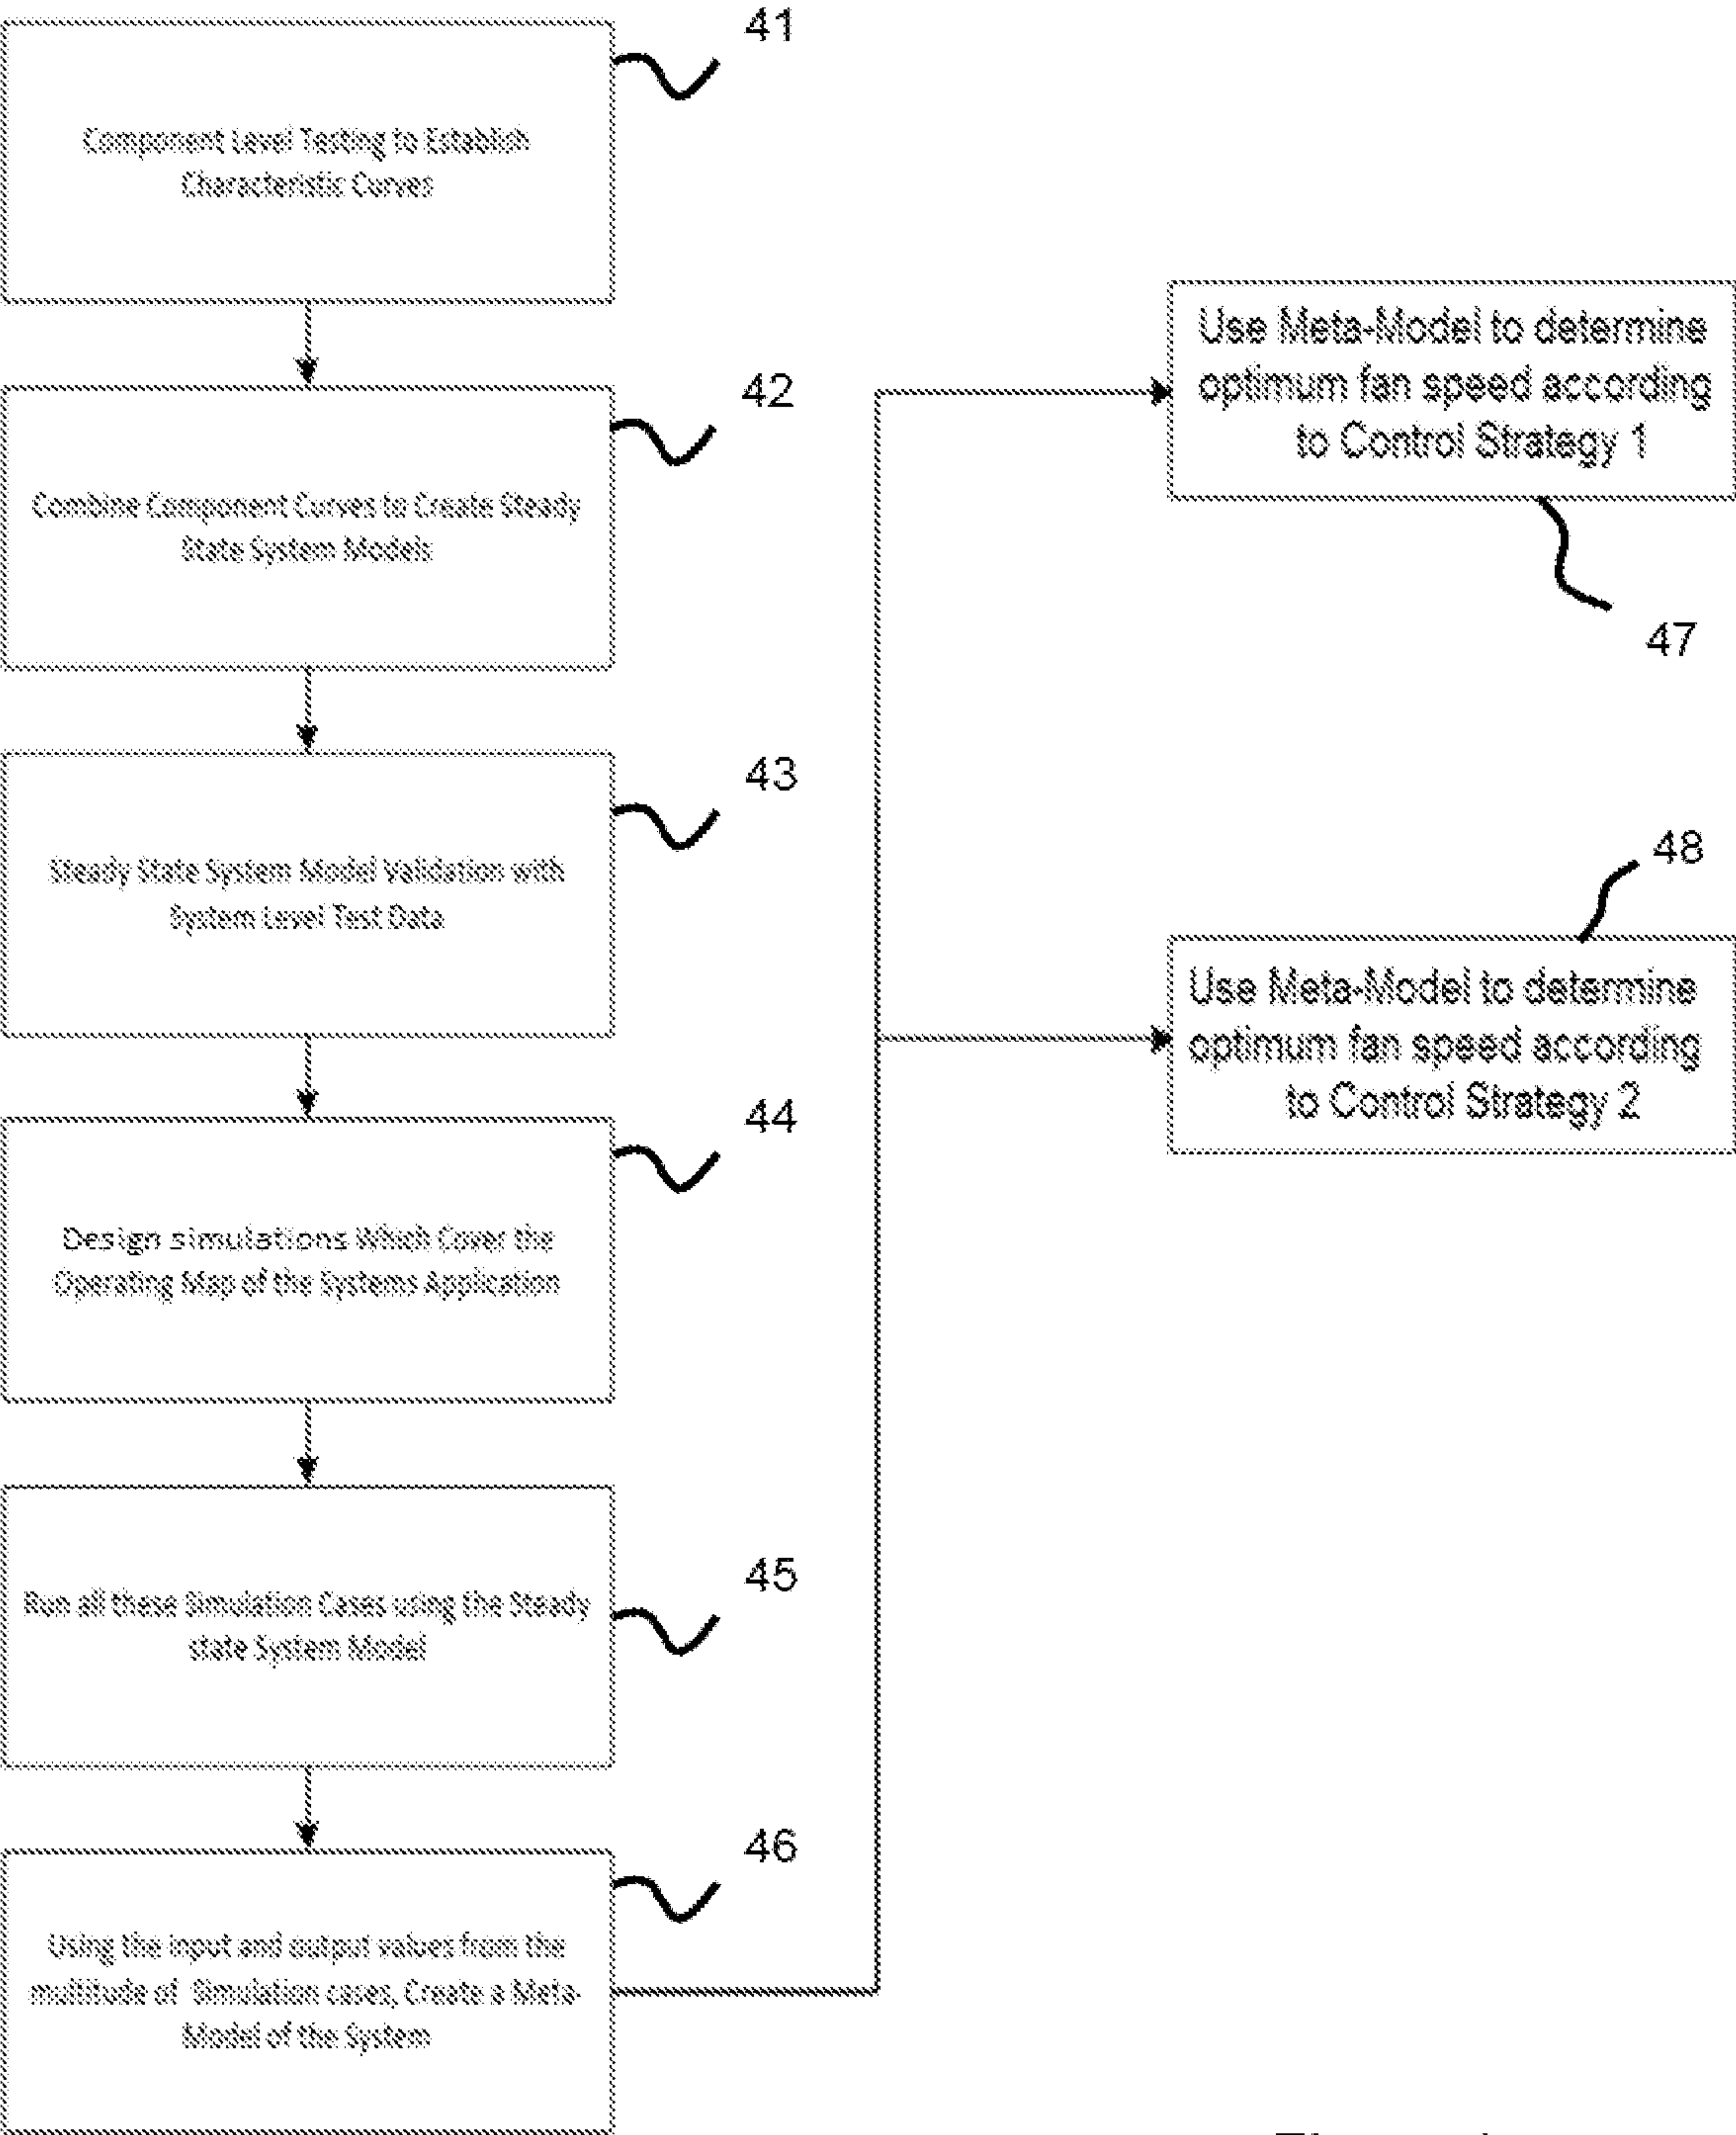 41
Component Level Testing to Establish
Characteristic Curves
42
Combine Component Curves to Create Steady
State System Models
43
Steady State System Model Validation with
System Level Test Data
44
Design simulations Which Cover the
Operating Map of the Systems Application
45
Run all these Simulation Cases using the Steady
state System Model
46
Using the input and output values from the
multitude of Simulation cases, Create a Meta-
Model of the System
Use Meta-Model to determine
optimum fan speed according
to Control Strategy 1
47
48
Use Meta-Model to determine
optimum fan speed according
to Control Strategy 2